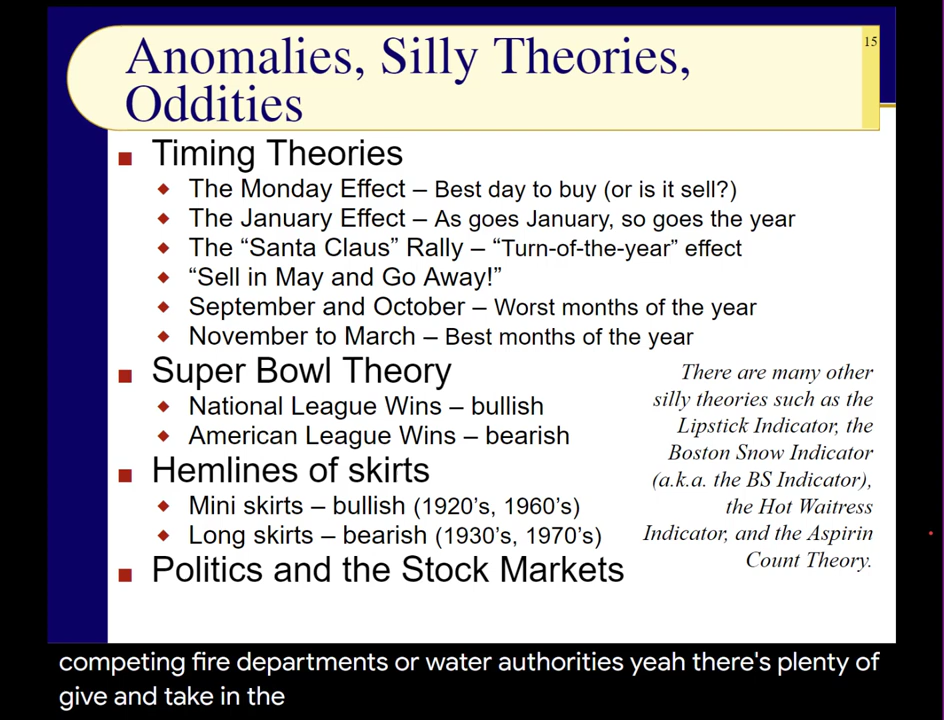 15
Anomalies, Silly Theories,
Oddities
Timing Theories
The Monday Effect – Best day to buy (or is it sell?)
The January Effect – As goes January, so goes the year
The “Santa Claus” Rally – “Turn-of-the-year” effect
“Sell in May and Go Away!”
September and October – Worst months of the year
November to March – Best months of the year
Super Bowl Theory
National League Wins – bullish
American League Wins – bearish
Hemlines of skirts
Mini skirts – bullish (1920’s, 1960’s)
Long skirts – bearish (1930’s, 1970’s)
Politics and the Stock Markets
There are many other
silly theories such as the
Lipstick Indicator, the
Boston Snow Indicator
(a.k.a. the BS Indicator),
the Hot Waitress
Indicator, and the Aspirin
Count Theory.
competing fire departments or water authorities yeah there's plenty of
give and take in the